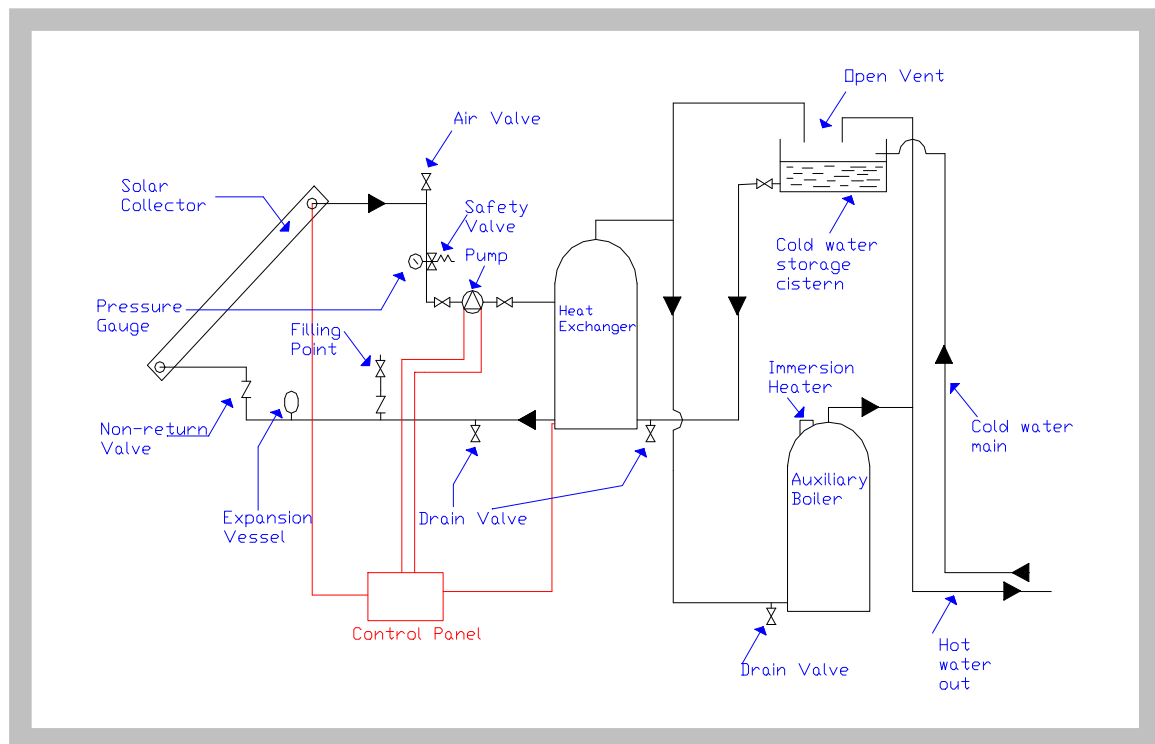 Open Vent
Air Valve
Solar
Collector
Safety
Valve
Pump
Cold water
storage
cistern
Pressure
Gauge
Heat
Exchanger
Filling
Point
Immersion
Heater
Non-return
Valve
Cold water
main
Auxiliary
Boiler
Expansion
Vessel
Drain Valve
Control Panel
Drain Valve
Hot
water
out